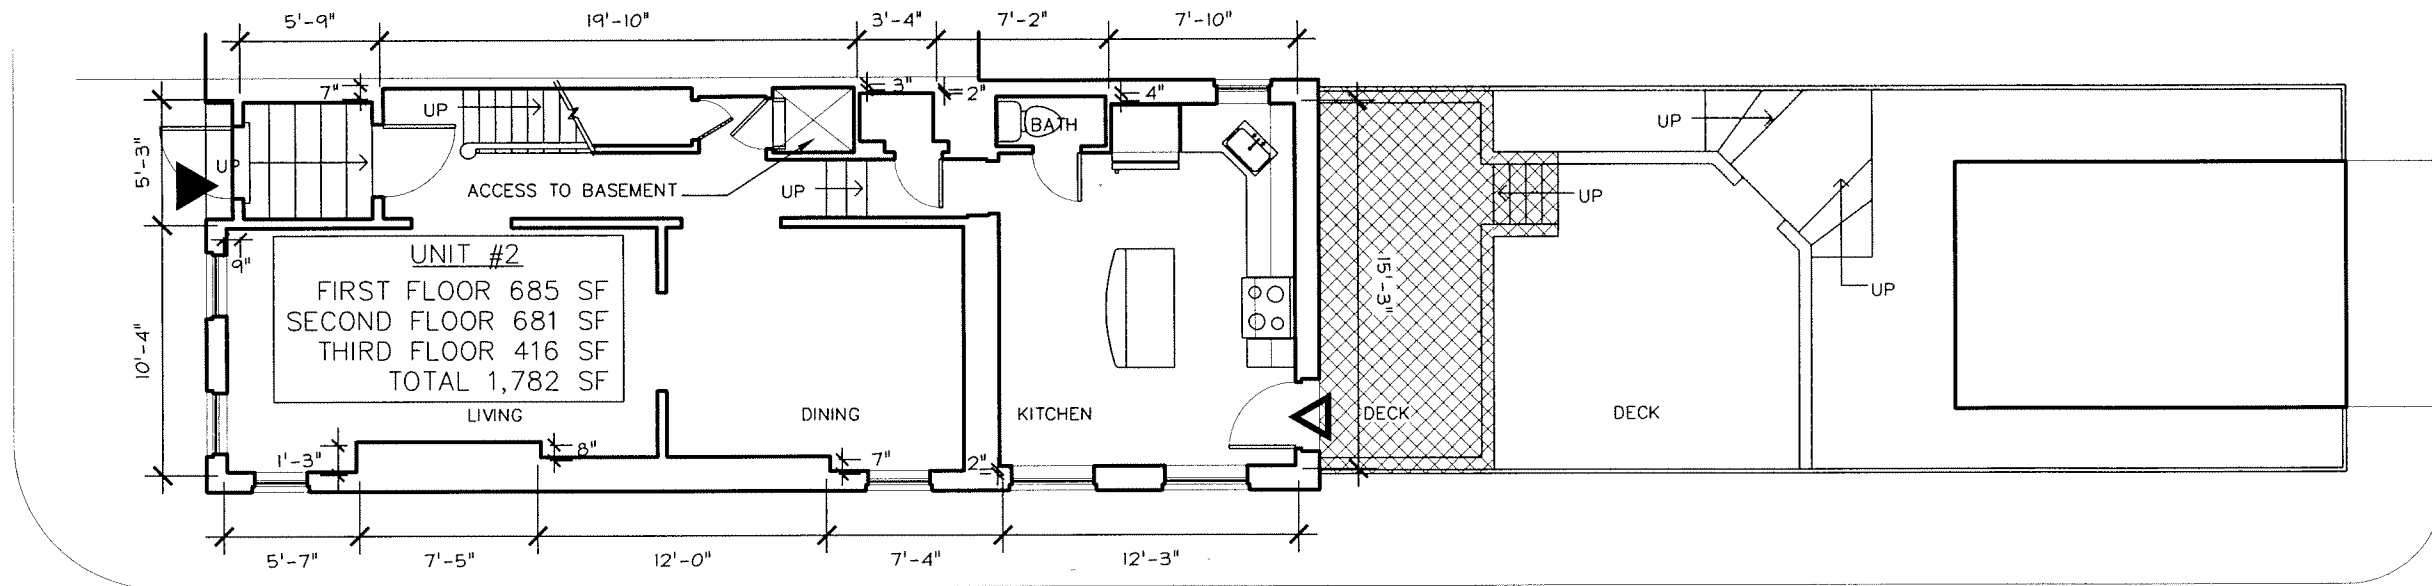 5'-9"
19'-10"
3'-4"
7'-2"
7'-10"
7"
3"
2"
4"
UP
BATH
UP
5'-3"
UP
ACCESS TO BASEMENT
UP
UP
9"
UNIT #2
FIRST FLOOR 685 SF
SECOND FLOOR 681 SF
THIRD FLOOR 416 SF
TOTAL 1,782 SF
15'-3"
UP
10'-4"
LIVING
DINING
KITCHEN
DECK
DECK
1'-3"
8"
7"
2"
5'-7"
7'-5"
12'-0"
7'-4"
12'-3"